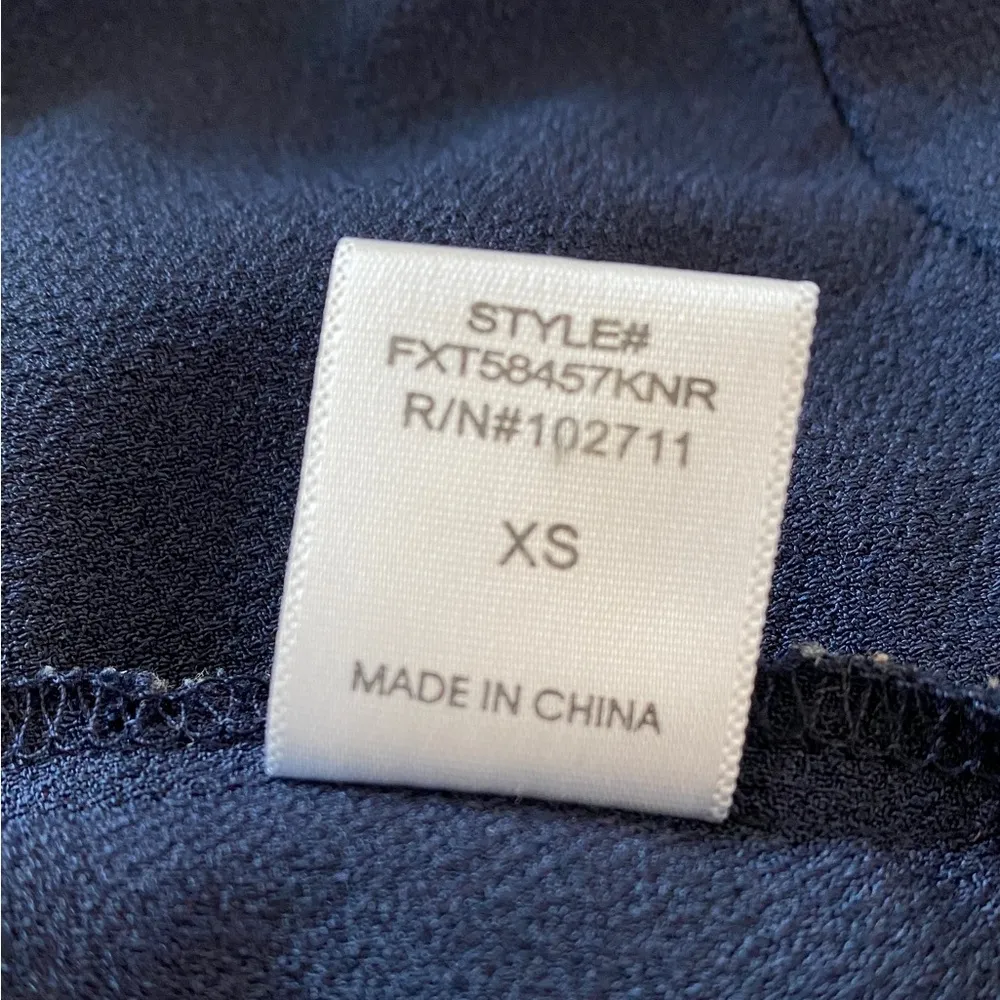 STYLE#
FXT58457KNR
R/N#102711
XS
MADE IN CHINA